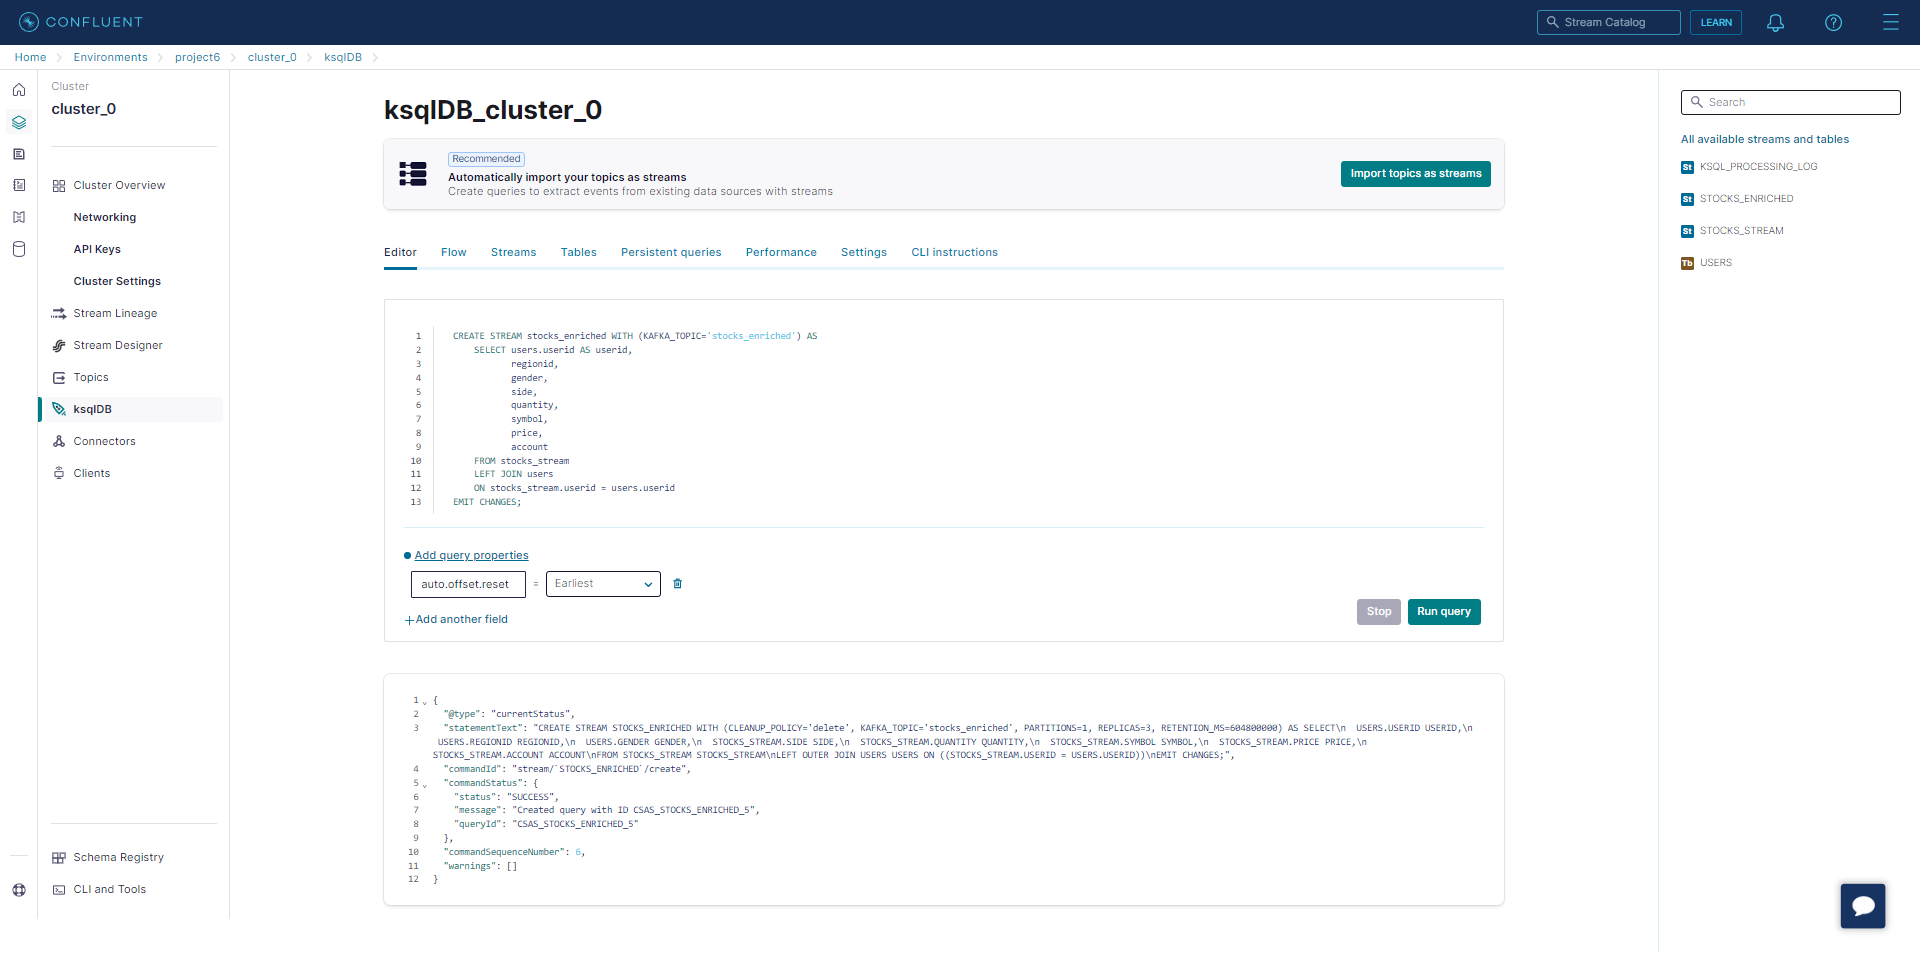 CONFLUENT
Stream Catalog
LEARN
Home
Environments
project6
cluster_0
ksqlDB
Cluster
cluster_0
Cluster Overview
Networking
API Keys
Cluster Settings
Stream Lineage
Stream Designer
Topics
ksqlDB
Connectors
Clients
Schema Registry
CLI and Tools
ksqlDB_cluster_0
Recommended
Automatically import your topics as streams
Create queries to extract events from existing data sources with streams
Import topics as streams
Editor Flow Streams Tables Persistent queries Performance Settings CLI instructions
1 CREATE STREAM stocks_enriched WITH (KAFKA_TOPIC='stocks_enriched') AS
2 SELECT users.userid AS userid,
3 regionid,
4 gender,
5 side,
6 quantity,
7 symbol,
8 price,
9 account
10 FROM stocks_stream
11 LEFT JOIN users
12 ON stocks_stream.userid = users.userid
13 EMIT CHANGES;
Add query properties
auto.offset.reset = Earliest
Add another field
Stop
Run query
1 {
2 "@type": "currentStatus",
3 "statementText": "CREATE STREAM STOCKS_ENRICHED WITH (CLEANUP_POLICY='delete', KAFKA_TOPIC='stocks_enriched', PARTITIONS=1, REPLICAS=3, RETENTION_MS=604800000) AS SELECT\n  USERS.USERID USERID,\n
USERS.REGIONID REGIONID,\n  USERS.GENDER GENDER,\n  STOCKS_STREAM.SIDE SIDE,\n  STOCKS_STREAM.QUANTITY QUANTITY,\n  STOCKS_STREAM.SYMBOL SYMBOL,\n  STOCKS_STREAM.PRICE PRICE,\n
STOCKS_STREAM.ACCOUNT ACCOUNT\nFROM STOCKS_STREAM STOCKS_STREAM\nLEFT OUTER JOIN USERS USERS ON ((STOCKS_STREAM.USERID = USERS.USERID))\nEMIT CHANGES;",
4 "commandId": "stream/`STOCKS_ENRICHED`/create",
5 "commandStatus": {
6 "status": "SUCCESS",
7 "message": "Created query with ID CSAS_STOCKS_ENRICHED_5",
8 "queryId": "CSAS_STOCKS_ENRICHED_5"
9 },
10 "commandSequenceNumber": 6,
11 "warnings": []
12 }
Search
All available streams and tables
St KSQL_PROCESSING_LOG
St STOCKS_ENRICHED
St STOCKS_STREAM
Tb USERS